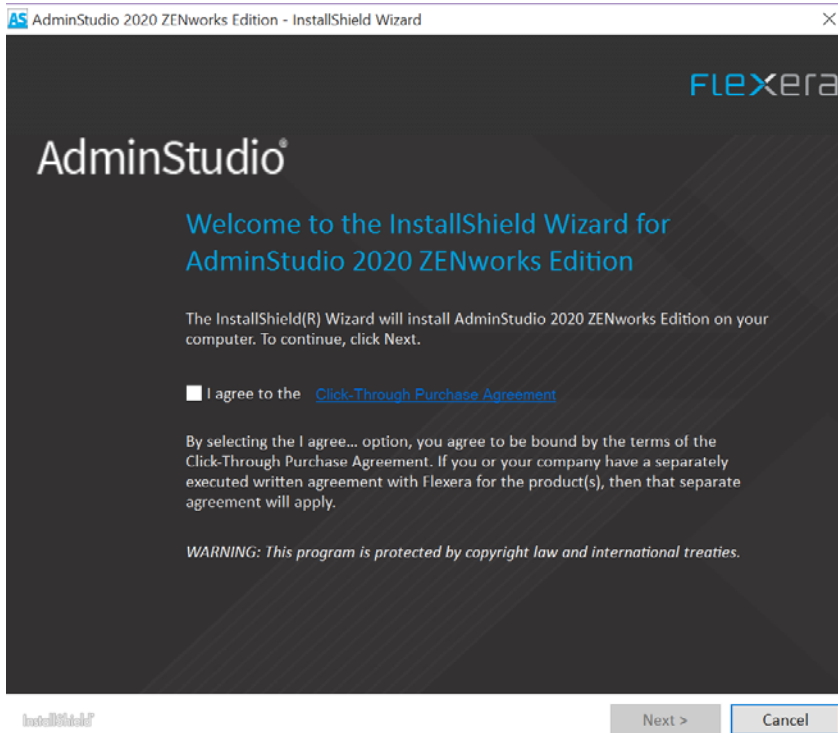 AS AdminStudio 2020 ZENworks Edition - InstallShield Wizard
FLEXera
AdminStudio®
Welcome to the InstallShield Wizard for
AdminStudio 2020 ZENworks Edition
The InstallShield(R) Wizard will install AdminStudio 2020 ZENworks Edition on your
computer. To continue, click Next.
I agree to the Click-Through Purchase Agreement
By selecting the I agree... option, you agree to be bound by the terms of the
Click-Through Purchase Agreement. If you or your company have a separately
executed written agreement with Flexera for the product(s), then that separate
agreement will apply.
WARNING: This program is protected by copyright law and international treaties.
InstallShield
Next >
Cancel